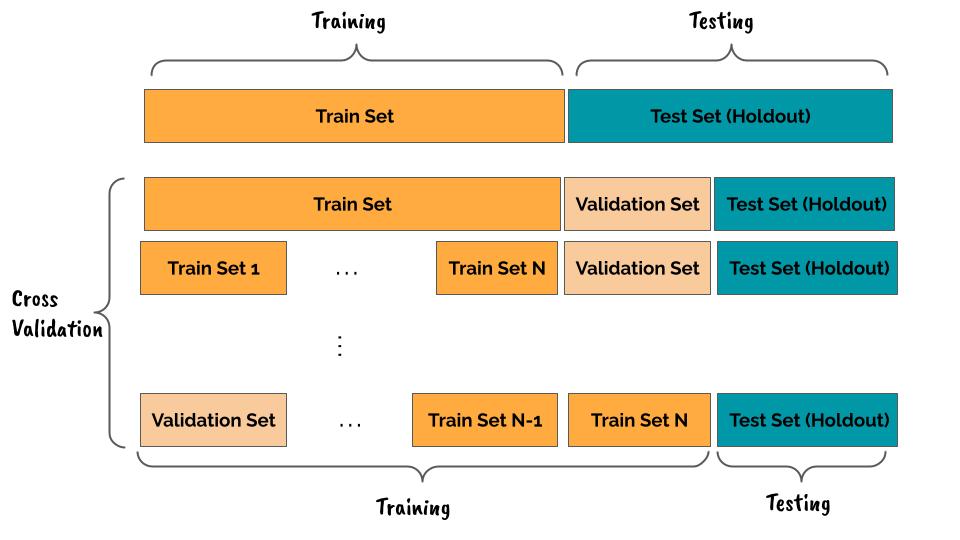 Training
Testing
Train Set
Test Set (Holdout)
Train Set
Validation Set
Test Set (Holdout)
Train Set 1
...
Train Set N
Validation Set
Test Set (Holdout)
Cross
Validation
...
Validation Set
...
Train Set N-1
Train Set N
Test Set (Holdout)
Training
Testing